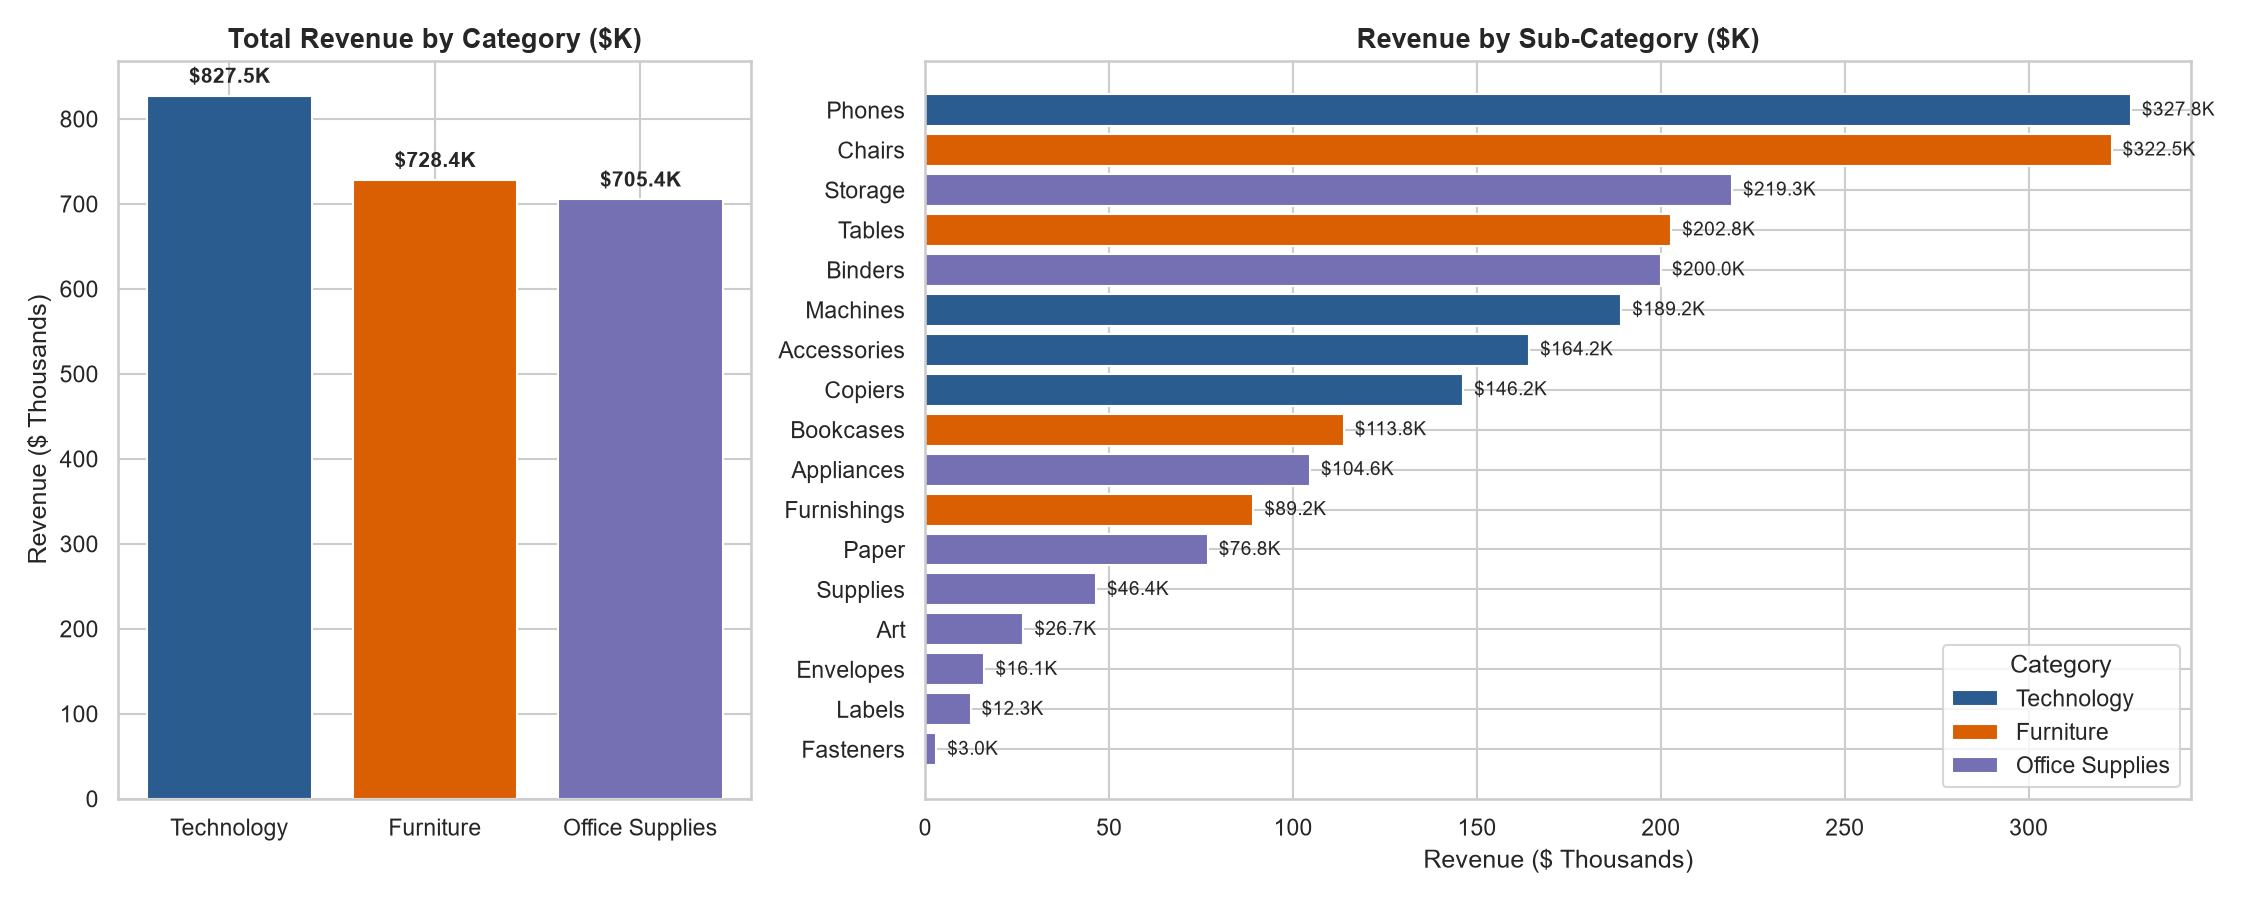 Total Revenue by Category ($K)
$827.5K
$728.4K
$705.4K
800
700
600
500
400
300
200
100
0
Revenue ($ Thousands)
Technology
Furniture
Office Supplies
Revenue by Sub-Category ($K)
Phones $327.8K
Chairs $322.5K
Storage $219.3K
Tables $202.8K
Binders $200.0K
Machines $189.2K
Accessories $164.2K
Copiers $146.2K
Bookcases $113.8K
Appliances $104.6K
Furnishings $89.2K
Paper $76.8K
Supplies $46.4K
Art $26.7K
Envelopes $16.1K
Labels $12.3K
Fasteners $3.0K
0 50 100 150 200 250 300
Revenue ($ Thousands)
Category
Technology
Furniture
Office Supplies